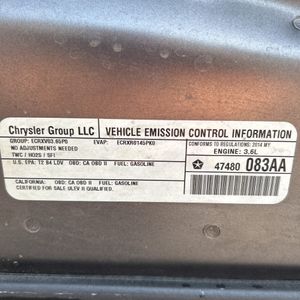 Chrysler Group LLC VEHICLE EMISSION CONTROL INFORMATION
GROUP: ECRXV03.65P0 EVAP: ECRXR0145PK0 CONFORMS TO REGULATIONS: 2014 MY
NO ADJUSTMENTS NEEDED ENGINE: 3.6L
TWC / HO2S / SFI
U.S. EPA: T2 B4 LDV OBD: CA OBD II FUEL: GASOLINE 47480 083AA
CALIFORNIA: OBD: CA OBD II FUEL: GASOLINE
CERTIFIED FOR SALE ULEV II QUALIFIED.